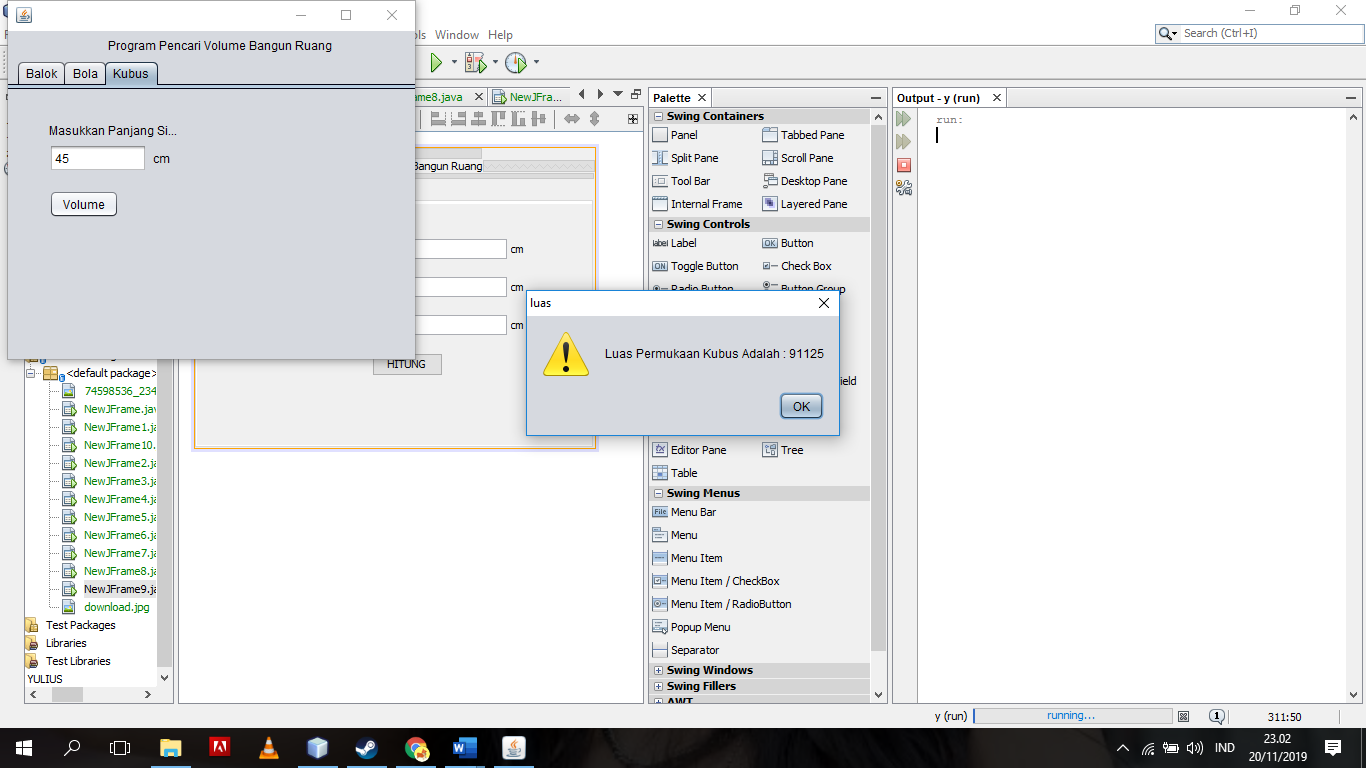 Program Pencari Volume Bangun Ruang
Balok Bola Kubus
Masukkan Panjang Si...
45 cm
Volume
Window Help
Search (Ctrl+I)
ame8.java NewJFra...
Bangun Ruang
cm
cm
cm
HITUNG
luas
Luas Permukaan Kubus Adalah : 91125
OK
<default package>
74598536_234
NewJFrame.jav
NewJFrame1.ja
NewJFrame10.
NewJFrame2.ja
NewJFrame3.ja
NewJFrame4.ja
NewJFrame5.ja
NewJFrame6.ja
NewJFrame7.ja
NewJFrame8.ja
NewJFrame9.ja
download.jpg
Test Packages
Libraries
Test Libraries
YULIUS
Palette
Swing Containers
Panel Tabbed Pane
Split Pane Scroll Pane
Tool Bar Desktop Pane
Internal Frame Layered Pane
Swing Controls
label Label OK Button
ON Toggle Button Check Box
Radio Button Button Group
ield
Editor Pane Tree
Table
Swing Menus
File Menu Bar
Menu
Menu Item
Menu Item / CheckBox
Menu Item / RadioButton
Popup Menu
Separator
Swing Windows
Swing Fillers
AWT
Output - y (run)
run:
y (run) running... 1 311:50
IND
23.02
20/11/2019